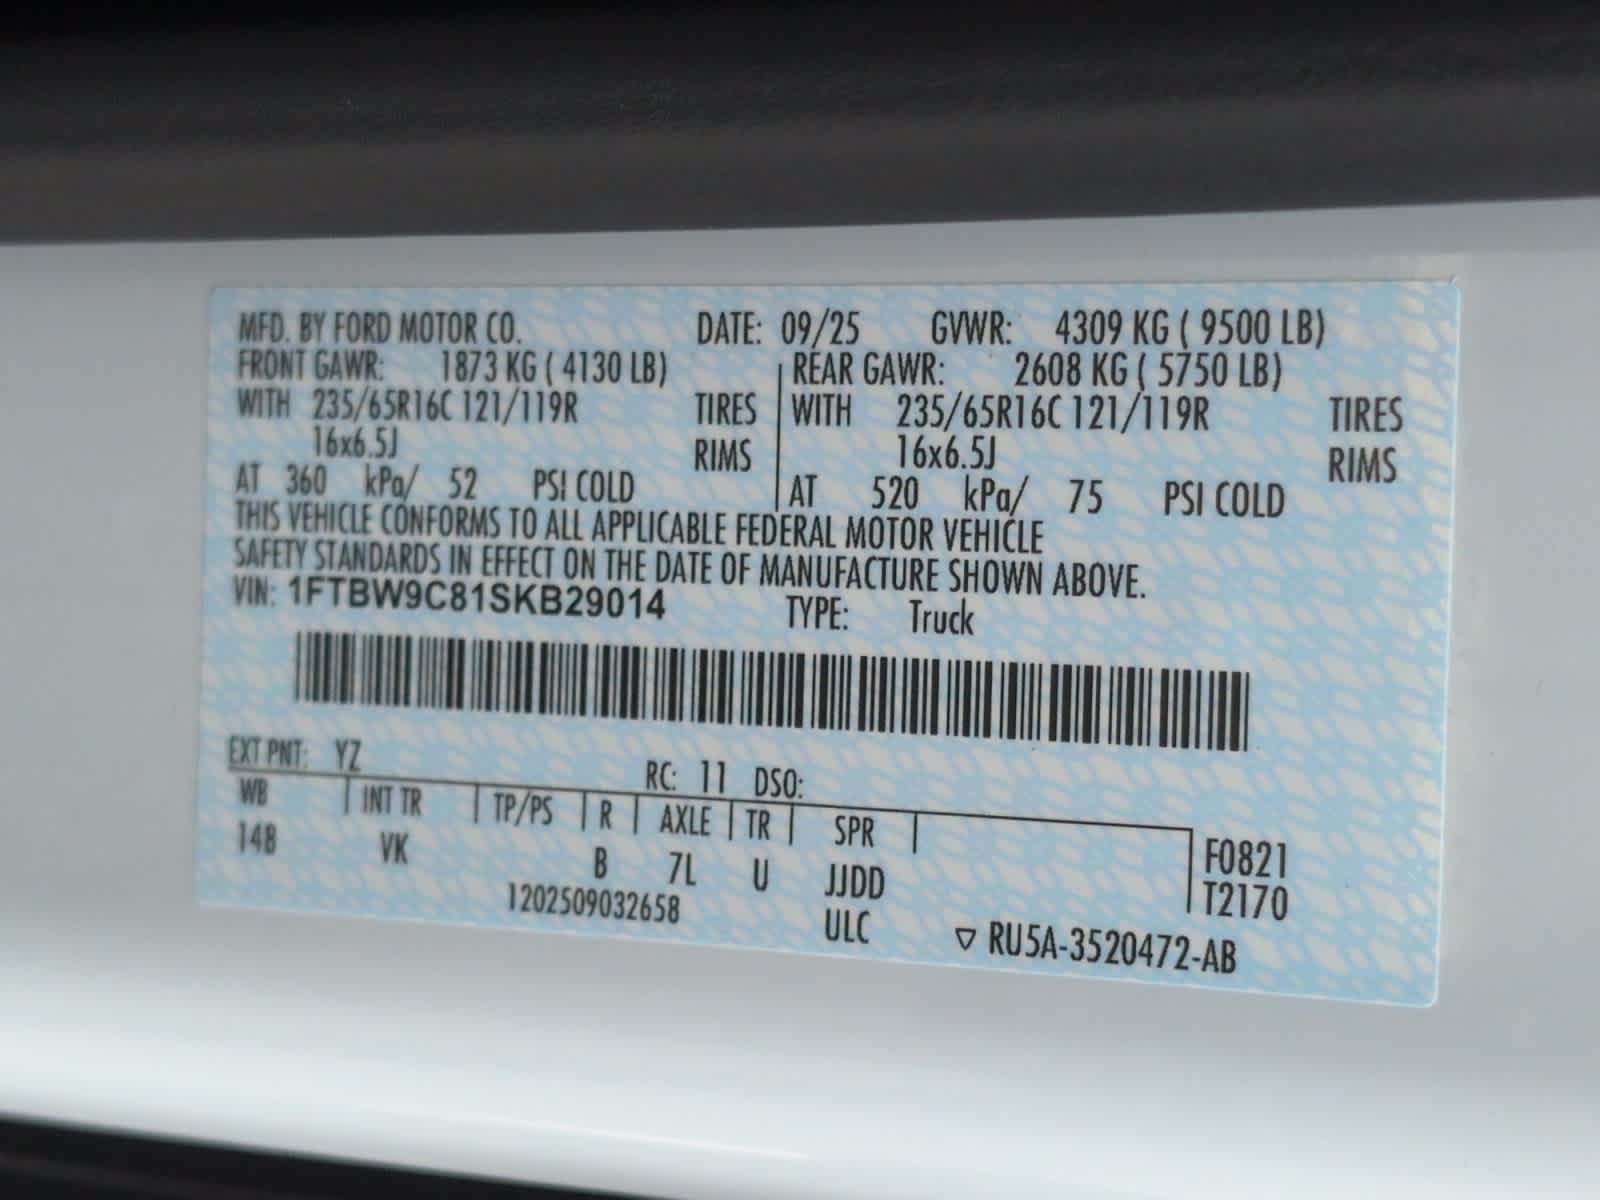 MFD. BY FORD MOTOR CO. DATE: 09/25 GVWR: 4309 KG ( 9500 LB)
FRONT GAWR: 1873 KG ( 4130 LB) REAR GAWR: 2608 KG ( 5750 LB)
WITH 235/65R16C 121/119R TIRES WITH 235/65R16C 121/119R TIRES
16x6.5J RIMS 16x6.5J RIMS
AT 360 kPa/ 52 PSI COLD AT 520 kPa/ 75 PSI COLD
THIS VEHICLE CONFORMS TO ALL APPLICABLE FEDERAL MOTOR VEHICLE
SAFETY STANDARDS IN EFFECT ON THE DATE OF MANUFACTURE SHOWN ABOVE.
VIN: 1FTBW9C81SKB29014 TYPE: Truck
EXT PNT: YZ RC: 11 DSO:
WB INT TR TP/PS R AXLE TR SPR
148 VK B 7L U JJDD F0821
1202509032658 ULC T2170
▽ RU5A-3520472-AB